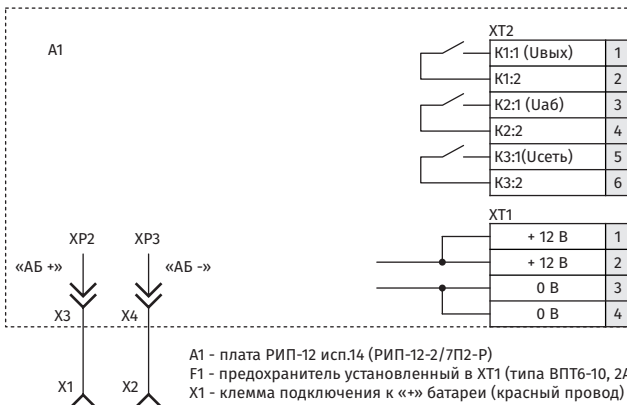 XT2
A1
K1:1 (Uвых) 1
K1:2 2
K2:1 (Uаб) 3
K2:2 4
K3:1(Uсеть) 5
K3:2 6
XT1
+ 12 В 1
+ 12 В 2
0 В 3
0 В 4
XP2 XP3
«АБ +» «АБ -»
X3 X4
A1 - плата РИП-12 исп.14 (РИП-12-2/7П2-Р)
F1 - предохранитель установленный в XT1 (типа ВПТ6-10, 2А
X1 - клемма подключения к «+» батареи (красный провод)
X1 X2